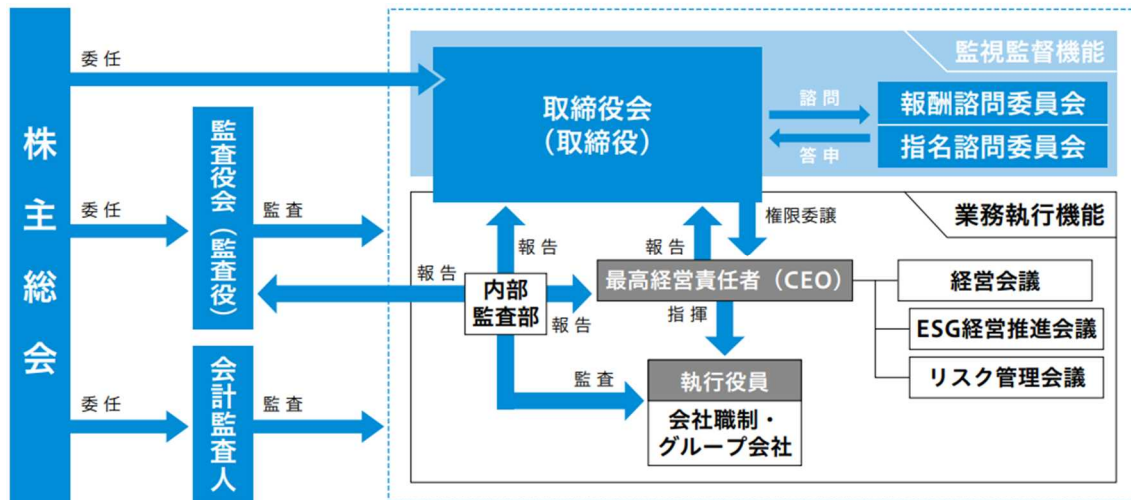 株主総会
委任
委任
委任
監査役会（監査役）
監査
会計監査人
監査
監視監督機能
取締役会
（取締役）
諮問
答申
報酬諮問委員会
指名諮問委員会
業務執行機能
報告
報告
権限委譲
報告
内部
監査部
報告
最高経営責任者（CEO）
指揮
経営会議
ESG経営推進会議
リスク管理会議
監査
執行役員
会社職制・
グループ会社